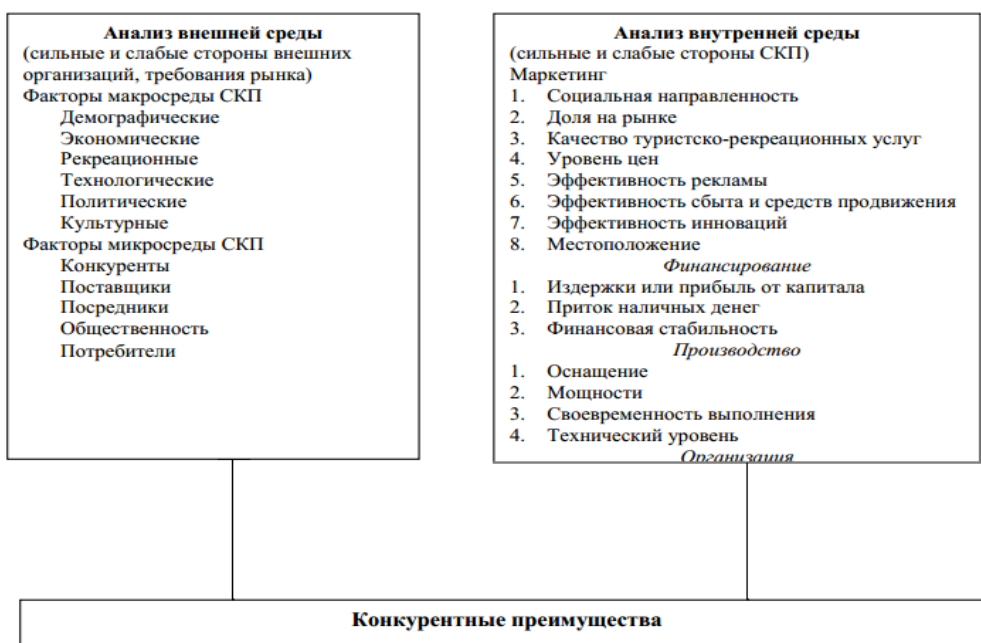 Анализ внешней среды
(сильные и слабые стороны внешних
организаций, требования рынка)
Факторы макросреды СКП
Демографические
Экономические
Рекреационные
Технологические
Политические
Культурные
Факторы микросреды СКП
Конкуренты
Поставщики
Посредники
Общественность
Потребители
Анализ внутренней среды
(сильные и слабые стороны СКП)
Маркетинг
1. Социальная направленность
2. Доля на рынке
3. Качество туристско-рекреационных услуг
4. Уровень цен
5. Эффективность рекламы
6. Эффективность сбыта и средств продвижения
7. Эффективность инноваций
8. Местоположение
Финансирование
1. Издержки или прибыль от капитала
2. Приток наличных денег
3. Финансовая стабильность
Производство
1. Оснащение
2. Мощности
3. Своевременность выполнения
4. Технический уровень
Организация
Конкурентные преимущества